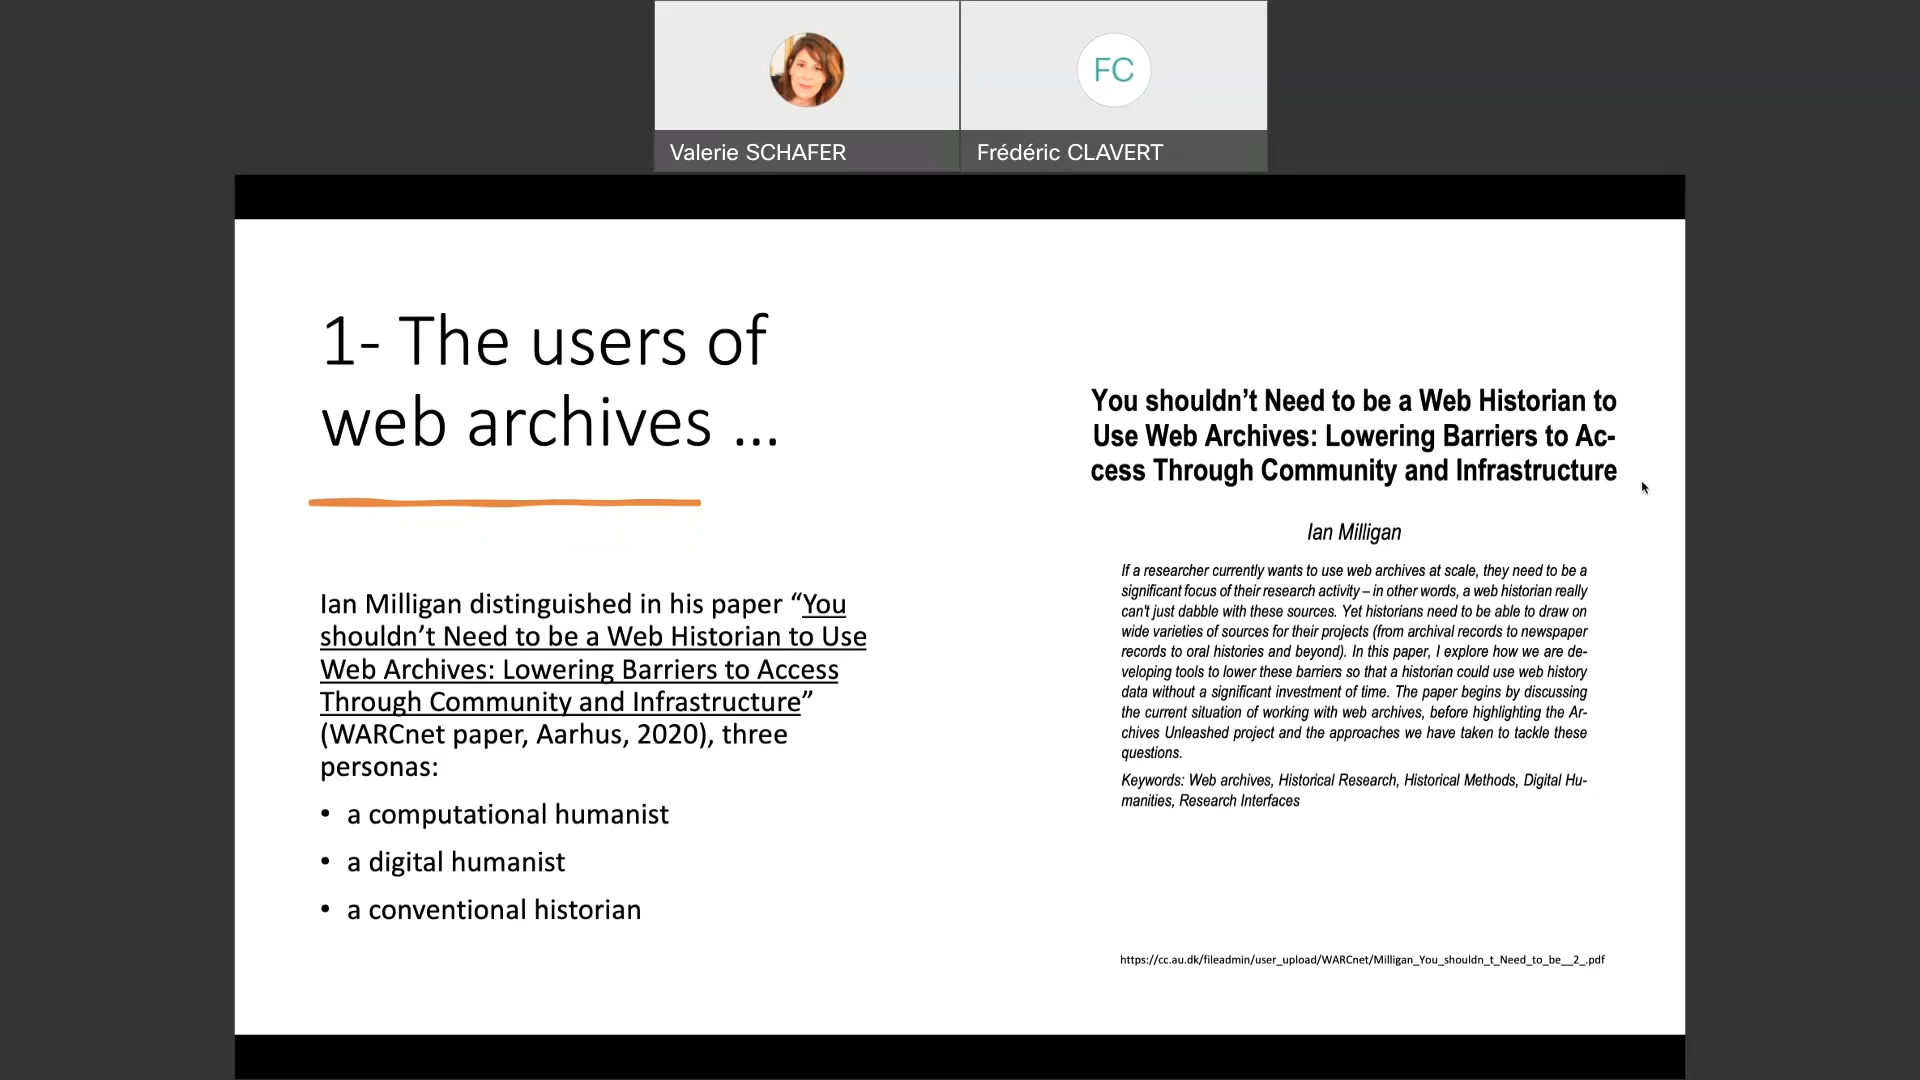 FC
Valerie SCHAFER
Frédéric CLAVERT
1- The users of
web archives ...
Ian Milligan distinguished in his paper “You
shouldn’t Need to be a Web Historian to Use
Web Archives: Lowering Barriers to Access
Through Community and Infrastructure”
(WARCnet paper, Aarhus, 2020), three
personas:
• a computational humanist
• a digital humanist
• a conventional historian
You shouldn’t Need to be a Web Historian to
Use Web Archives: Lowering Barriers to Ac-
cess Through Community and Infrastructure
Ian Milligan
If a researcher currently wants to use web archives at scale, they need to be a
significant focus of their research activity – in other words, a web historian really
can't just dabble with these sources. Yet historians need to be able to draw on
wide varieties of sources for their projects (from archival records to newspaper
records to oral histories and beyond). In this paper, I explore how we are de-
veloping tools to lower these barriers so that a historian could use web history
data without a significant investment of time. The paper begins by discussing
the current situation of working with web archives, before highlighting the Ar-
chives Unleashed project and the approaches we have taken to tackle these
questions.
Keywords: Web archives, Historical Research, Historical Methods, Digital Hu-
manities, Research Interfaces
https://cc.au.dk/fileadmin/user_upload/WARCnet/Milligan_You_shouldn_t_Need_to_be__2_.pdf